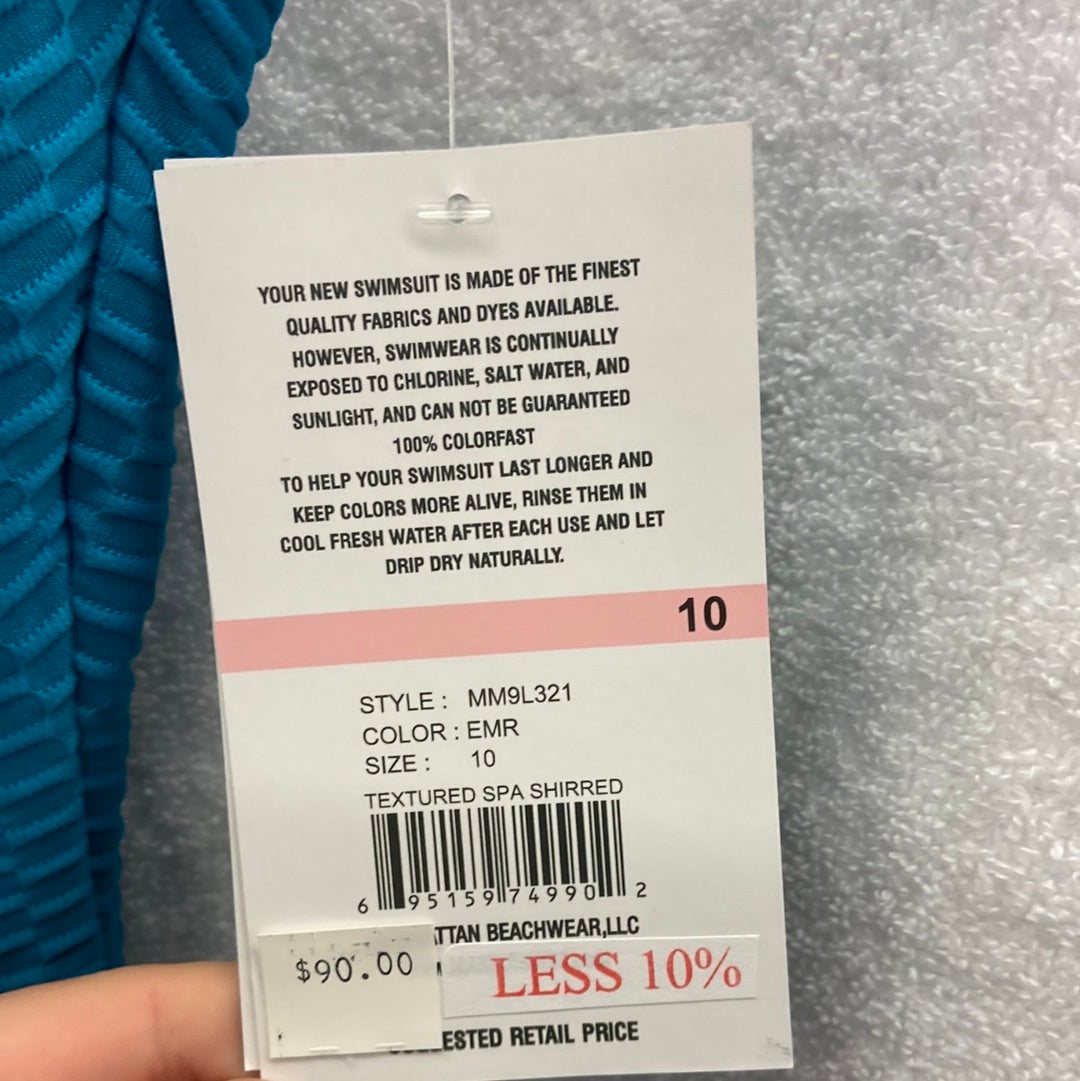 YOUR NEW SWIMSUIT IS MADE OF THE FINEST
QUALITY FABRICS AND DYES AVAILABLE.
HOWEVER, SWIMWEAR IS CONTINUALLY
EXPOSED TO CHLORINE, SALT WATER, AND
SUNLIGHT, AND CAN NOT BE GUARANTEED
100% COLORFAST
TO HELP YOUR SWIMSUIT LAST LONGER AND
KEEP COLORS MORE ALIVE, RINSE THEM IN
COOL FRESH WATER AFTER EACH USE AND LET
DRIP DRY NATURALLY.
10
STYLE : MM9L321
COLOR : EMR
SIZE : 10
TEXTURED SPA SHIRRED
6 95159 74990 2
BEACHWEAR,LLC
$90.00
LESS 10%
RETAIL PRICE